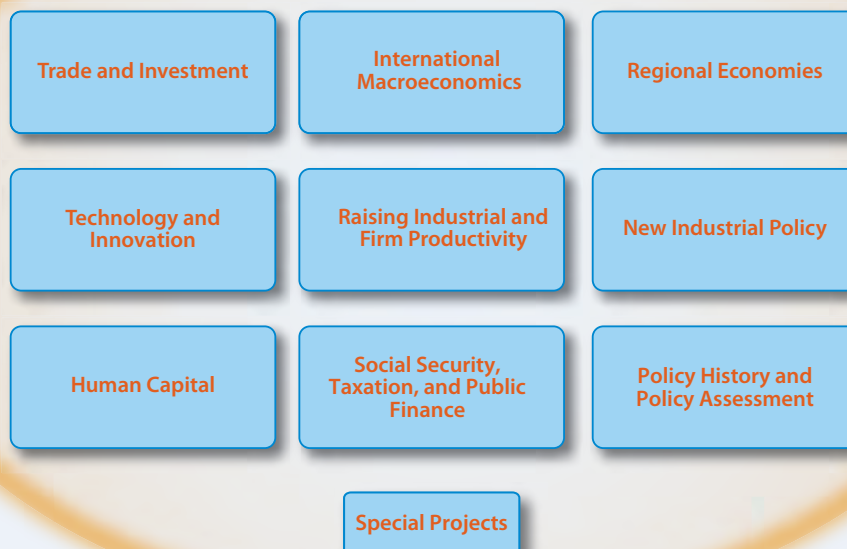 Trade and Investment
International
Macroeconomics
Regional Economies
Technology and
Innovation
Raising Industrial and
Firm Productivity
New Industrial Policy
Human Capital
Social Security,
Taxation, and Public
Finance
Policy History and
Policy Assessment
Special Projects